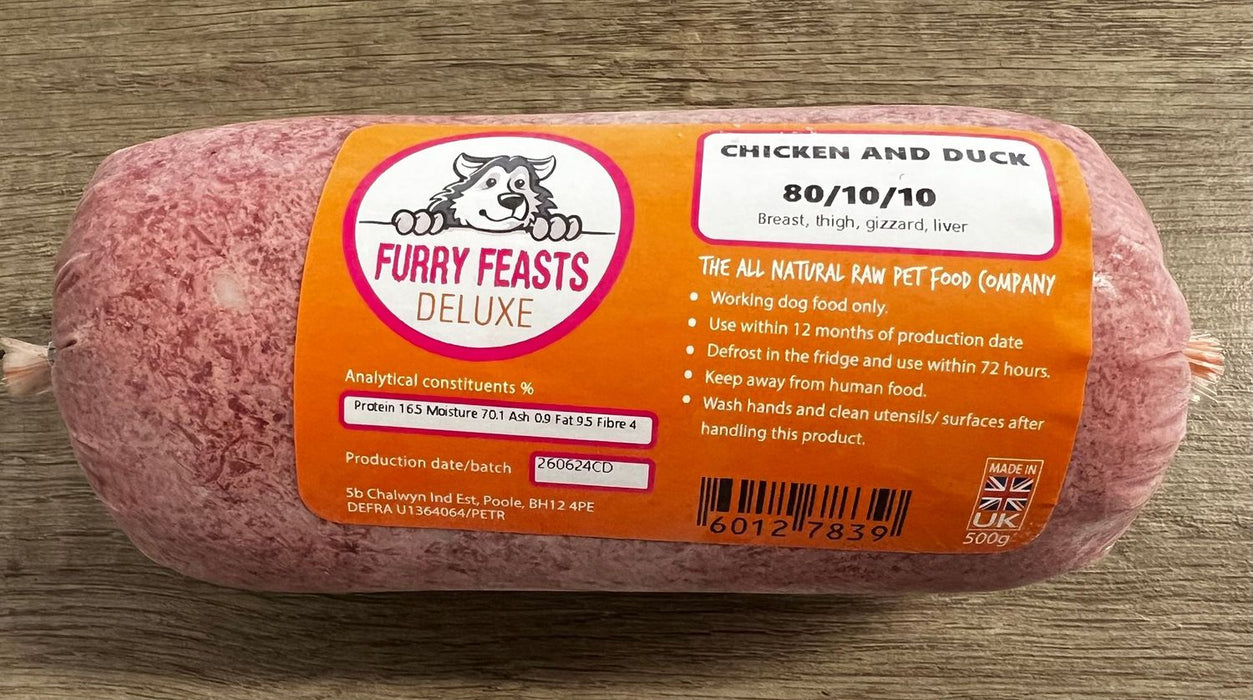 FURRY FEASTS
DELUXE
Analytical constituents %
Protein 16.5 Moisture 70.1 Ash 0.9 Fat 9.5 Fibre 4
Production date/batch 260624CD
5b Chalwyn Ind Est, Poole, BH12 4PE
DEFRA U1364064/PETR
CHICKEN AND DUCK
80/10/10
Breast, thigh, gizzard, liver
THE ALL NATURAL RAW PET FOOD COMPANY
• Working dog food only.
• Use within 12 months of production date
• Defrost in the fridge and use within 72 hours.
• Keep away from human food.
• Wash hands and clean utensils/ surfaces after
handling this product.
6012 7839
MADE IN
UK
500g